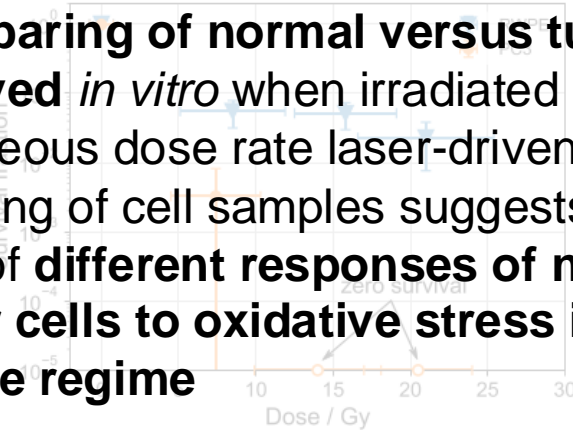 paring of normal versus tu
ved in vitro when irradiated
eous dose rate laser-driven
ng of cell samples suggests
of different responses of n
cells to oxidative stress i
e regime
zero survival
10 15 20 25 30
Dose / Gy